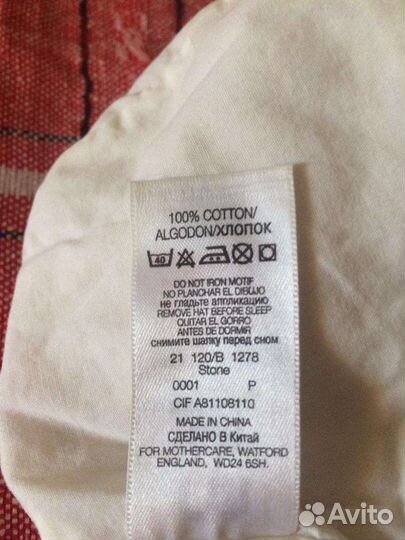 100% COTTON/
ALGODON/ХЛОПОК
40
DO NOT IRON MOTIF
NO PLANCHAR EL DIBUJO
не гладьте аппликацию
REMOVE HAT BEFORE SLEEP
QUITAR EL GORRO
ANTES DE DORMIR
снимите шапку перед сном
21 120/B 1278
Stone
0001 P
CIF A81108110
MADE IN CHINA
СДЕЛАНО В Китай
FOR MOTHERCARE, WATFORD
ENGLAND, WD24 6SH.
Avito